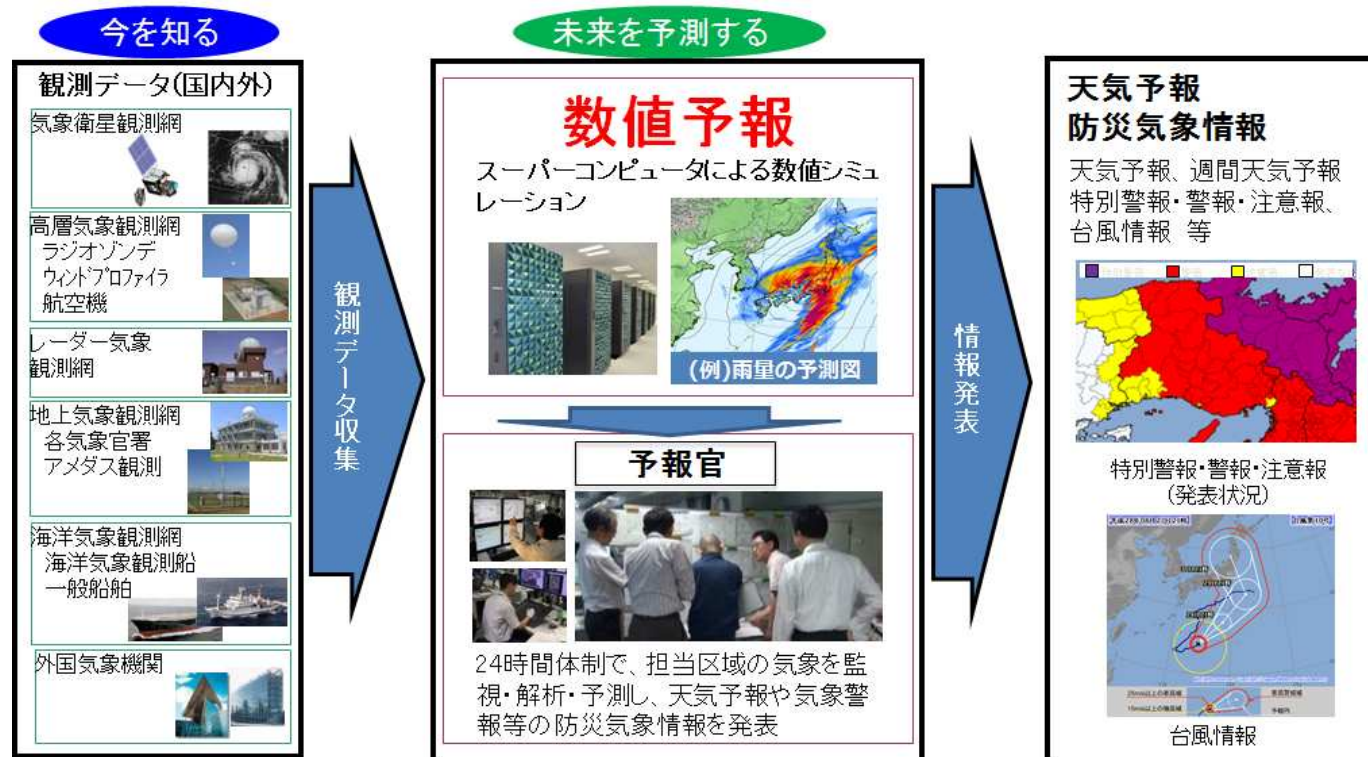 今を知る
観測データ(国内外)
気象衛星観測網
高層気象観測網
ラジオゾンデ
ウィンドプロファイラ
航空機
レーダー気象
観測網
地上気象観測網
各気象官署
アメダス観測
海洋気象観測網
海洋気象観測船
一般船舶
外国気象機関
観測データ収集
未来を予測する
数値予報
スーパーコンピュータによる数値シミュ
レーション
(例)雨量の予測図
予報官
24時間体制で、担当区域の気象を監
視・解析・予測し、天気予報や気象警
報等の防災気象情報を発表
情報発表
天気予報
防災気象情報
天気予報、週間天気予報
特別警報・警報・注意報、
台風情報 等
特別警報・警報・注意報
(発表状況)
台風情報